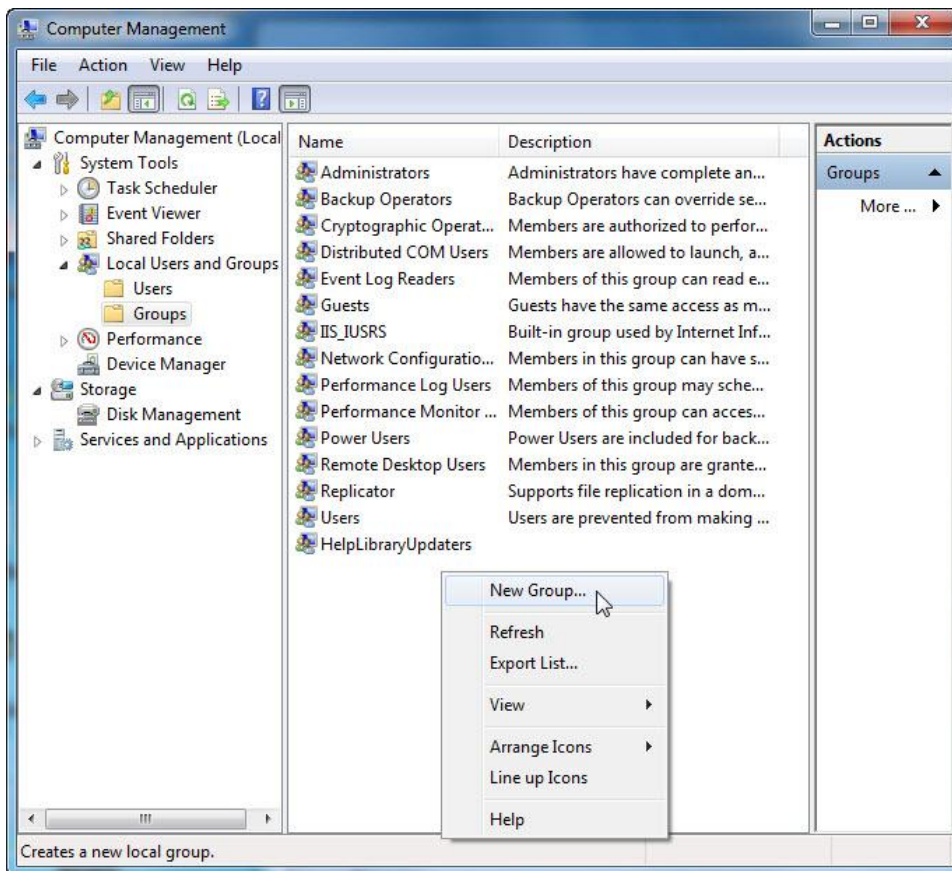 Computer Management
File Action View Help
Computer Management (Local
System Tools
Task Scheduler
Event Viewer
Shared Folders
Local Users and Groups
Users
Groups
Performance
Device Manager
Storage
Disk Management
Services and Applications
Name Description
Administrators Administrators have complete an...
Backup Operators Backup Operators can override se...
Cryptographic Operat... Members are authorized to perfor...
Distributed COM Users Members are allowed to launch, a...
Event Log Readers Members of this group can read e...
Guests Guests have the same access as m...
IIS_IUSRS Built-in group used by Internet Inf...
Network Configuratio... Members in this group can have s...
Performance Log Users Members of this group may sche...
Performance Monitor ... Members of this group can acces...
Power Users Power Users are included for back...
Remote Desktop Users Members in this group are grante...
Replicator Supports file replication in a dom...
Users Users are prevented from making ...
HelpLibraryUpdaters
New Group...
Refresh
Export List...
View
Arrange Icons
Line up Icons
Help
Actions
Groups
More ...
Creates a new local group.